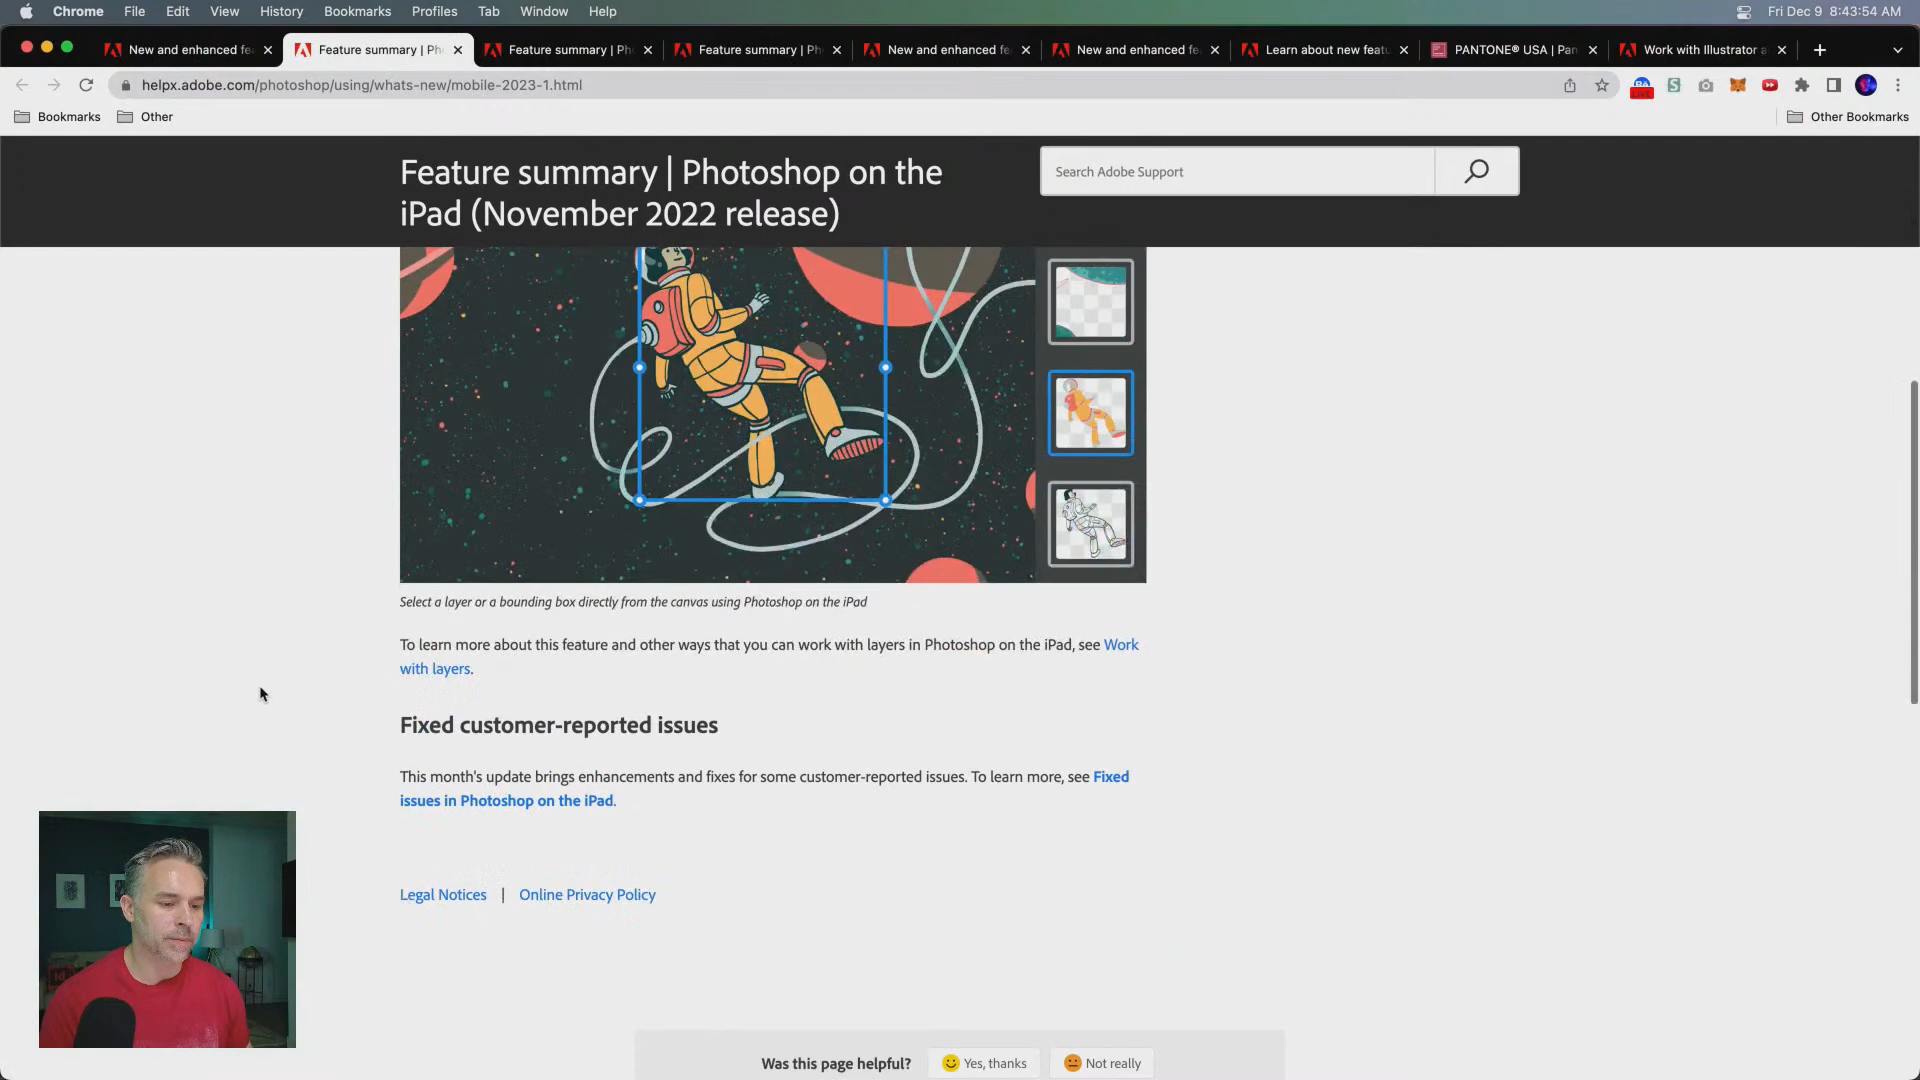 Chrome File Edit View History Bookmarks Profiles Tab Window Help Fri Dec 9 8:43:54 AM
New and enhanced fe Feature summary | Ph Feature summary | Ph Feature summary | Ph New and enhanced fe New and enhanced fe Learn about new featu PANTONE® USA | Pan Work with Illustrator a
helpx.adobe.com/photoshop/using/whats-new/mobile-2023-1.html
Bookmarks Other Other Bookmarks
Feature summary | Photoshop on the
iPad (November 2022 release)
Search Adobe Support
Select a layer or a bounding box directly from the canvas using Photoshop on the iPad
To learn more about this feature and other ways that you can work with layers in Photoshop on the iPad, see Work
with layers.
Fixed customer-reported issues
This month's update brings enhancements and fixes for some customer-reported issues. To learn more, see Fixed
issues in Photoshop on the iPad.
Legal Notices | Online Privacy Policy
Was this page helpful? Yes, thanks Not really